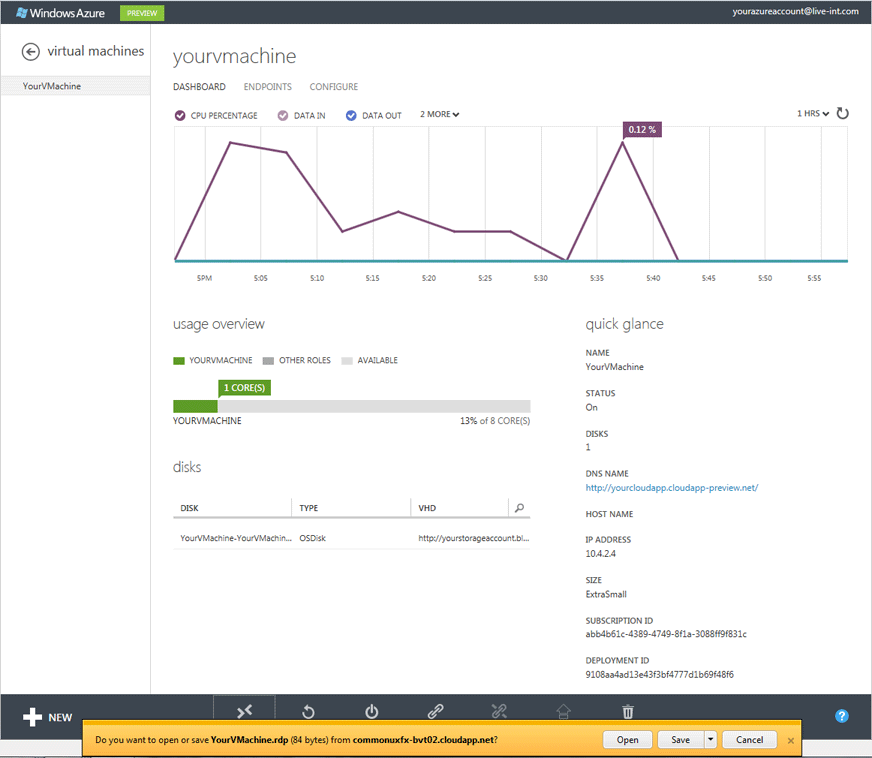 Windows Azure PREVIEW yourazureaccount@live-int.com
virtual machines
YourVMachine
yourvmachine
DASHBOARD ENDPOINTS CONFIGURE
CPU PERCENTAGE DATA IN DATA OUT 2 MORE 1 HRS
0.12 %
5PM 5:05 5:10 5:15 5:20 5:25 5:30 5:35 5:40 5:45 5:50 5:55
usage overview
YOURVMACHINE OTHER ROLES AVAILABLE
1 CORE(S)
YOURVMACHINE 13% of 8 CORE(S)
disks
DISK TYPE VHD
YourVMachine-YourVMachin... OSDisk http://yourstorageaccount.bl...
quick glance
NAME
YourVMachine
STATUS
On
DISKS
1
DNS NAME
http://yourcloudapp.cloudapp-preview.net/
HOST NAME
IP ADDRESS
10.4.2.4
SIZE
ExtraSmall
SUBSCRIPTION ID
abb4b61c-4389-4749-8f1a-3088ff9f831c
DEPLOYMENT ID
9108aa4ad13e43f3bf4777d1b69f48f6
NEW ?
Do you want to open or save YourVMachine.rdp (84 bytes) from commonuxfx-bvt02.cloudapp.net? Open Save Cancel